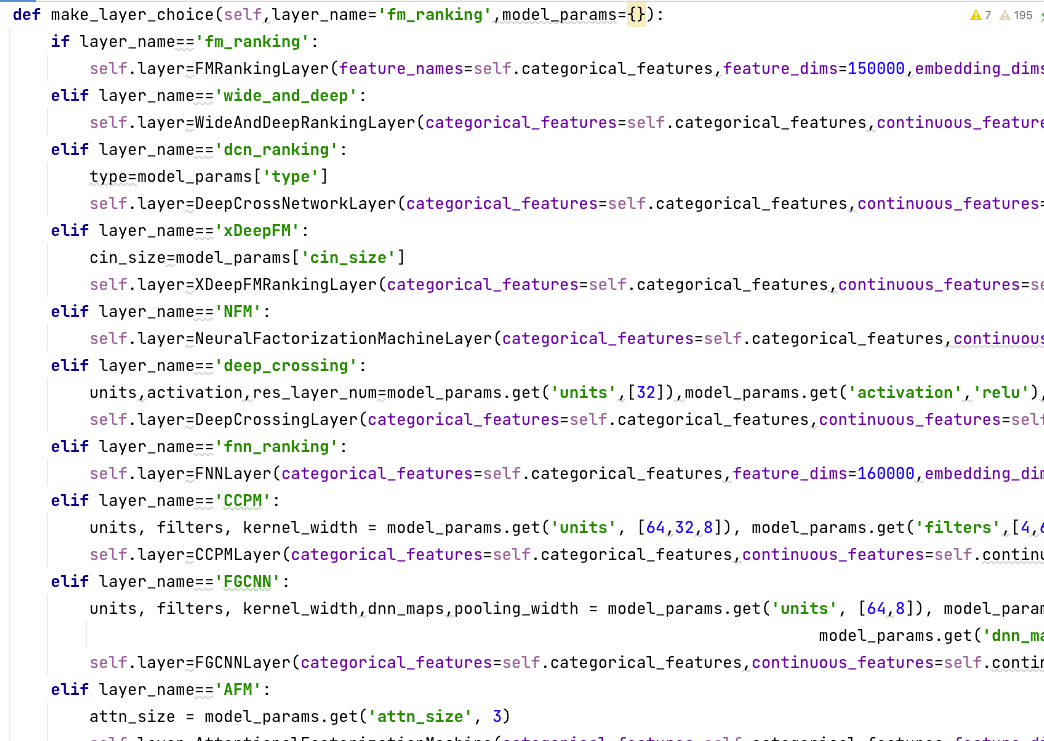 def make_layer_choice(self,layer_name='fm_ranking',model_params={}): 7 195
if layer_name=='fm_ranking':
self.layer=FMRankingLayer(feature_names=self.categorical_features,feature_dims=150000,embedding_dims
elif layer_name=='wide_and_deep':
self.layer=WideAndDeepRankingLayer(categorical_features=self.categorical_features,continuous_feature
elif layer_name=='dcn_ranking':
type=model_params['type']
self.layer=DeepCrossNetworkLayer(categorical_features=self.categorical_features,continuous_features=
elif layer_name=='xDeepFM':
cin_size=model_params['cin_size']
self.layer=XDeepFMRankingLayer(categorical_features=self.categorical_features,continuous_features=se
elif layer_name=='NFM':
self.layer=NeuralFactorizationMachineLayer(categorical_features=self.categorical_features,continuous
elif layer_name=='deep_crossing':
units,activation,res_layer_num=model_params.get('units',[32]),model_params.get('activation','relu'),
self.layer=DeepCrossingLayer(categorical_features=self.categorical_features,continuous_features=self
elif layer_name=='fnn_ranking':
self.layer=FNNLayer(categorical_features=self.categorical_features,feature_dims=160000,embedding_dim
elif layer_name=='CCPM':
units, filters, kernel_width = model_params.get('units', [64,32,8]), model_params.get('filters',[4,6
self.layer=CCPMLayer(categorical_features=self.categorical_features,continuous_features=self.continu
elif layer_name=='FGCNN':
units, filters, kernel_width,dnn_maps,pooling_width = model_params.get('units', [64,8]), model_param
model_params.get('dnn_ma
self.layer=FGCNNLayer(categorical_features=self.categorical_features,continuous_features=self.contin
elif layer_name=='AFM':
attn_size = model_params.get('attn_size', 3)